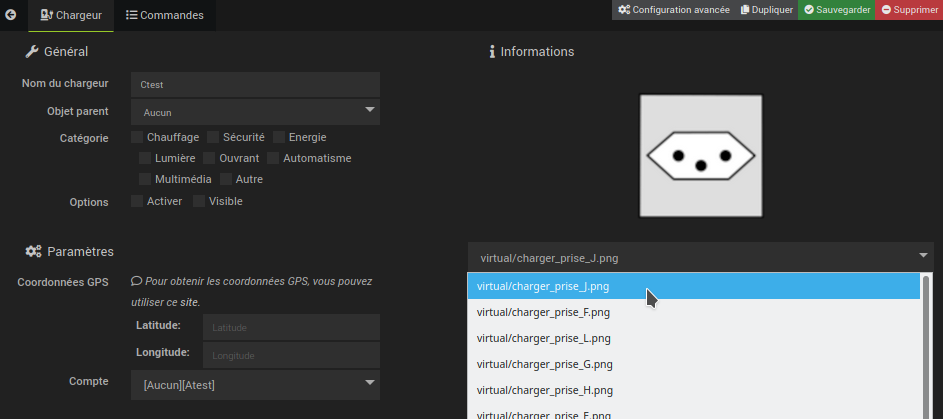 Chargeur Commandes Configuration avancée Dupliquer Sauvegarder Supprimer
Général
Informations
Nom du chargeur Ctest
Objet parent Aucun
Catégorie Chauffage Sécurité Energie
Lumière Ouvrant Automatisme
Multimédia Autre
Options Activer Visible
Paramètres
Coordonnées GPS Pour obtenir les coordonnées GPS, vous pouvez
utiliser ce site.
Latitude: Latitude
Longitude: Longitude
Compte [Aucun][Atest]
virtual/charger_prise_J.png
virtual/charger_prise_J.png
virtual/charger_prise_F.png
virtual/charger_prise_L.png
virtual/charger_prise_G.png
virtual/charger_prise_H.png
virtual/charger_prise_E.png